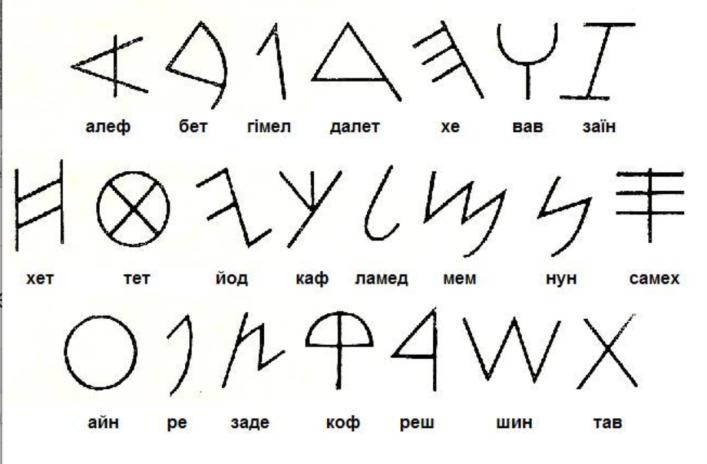 𐤀 𐤁 𐤂 𐤃 𐤄 𐤅 𐤆
алеф бет гімел далет хе вав заїн
𐤇 𐤈 𐤉 𐤊 𐤋 𐤌 𐤍 𐤎
хет тет йод каф ламед мем нун самех
𐤏 𐤐 𐤑 𐤒 𐤓 𐤔 𐤕
айн ре заде коф реш шин тав